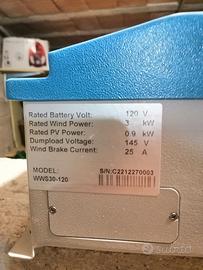 Rated Battery Volt: 120 V
Rated Wind Power: 3 kW
Rated PV Power: 0.9 kW
Dumpload Voltage: 145 V
Wind Brake Current: 25 A
MODEL: S/N:C2212270003
WWS30-120
subito